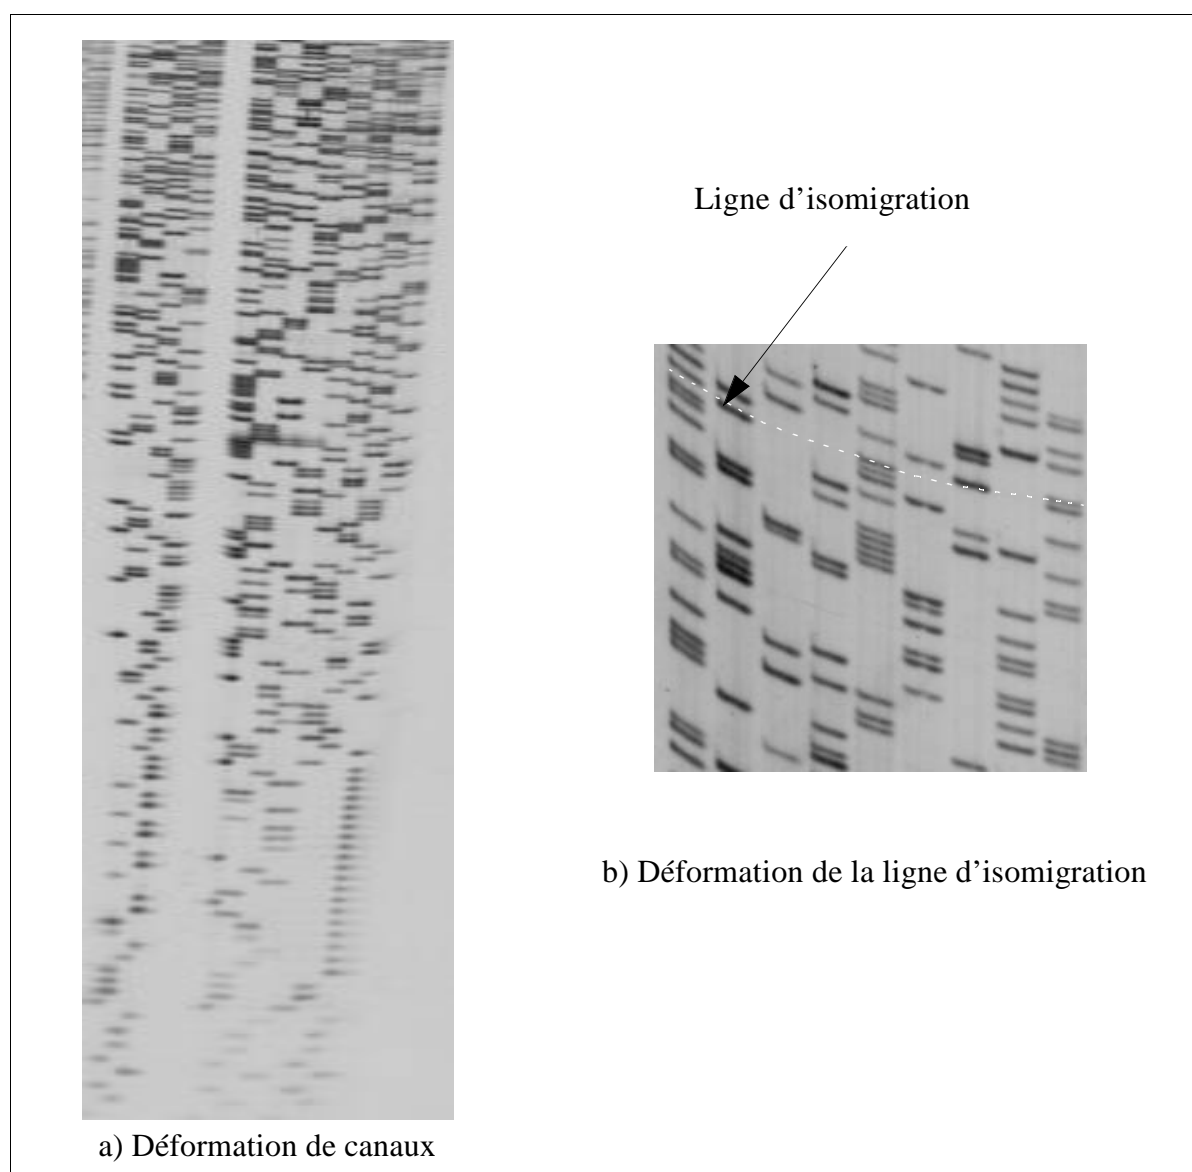 Ligne d’isomigration
b) Déformation de la ligne d’isomigration
a) Déformation de canaux